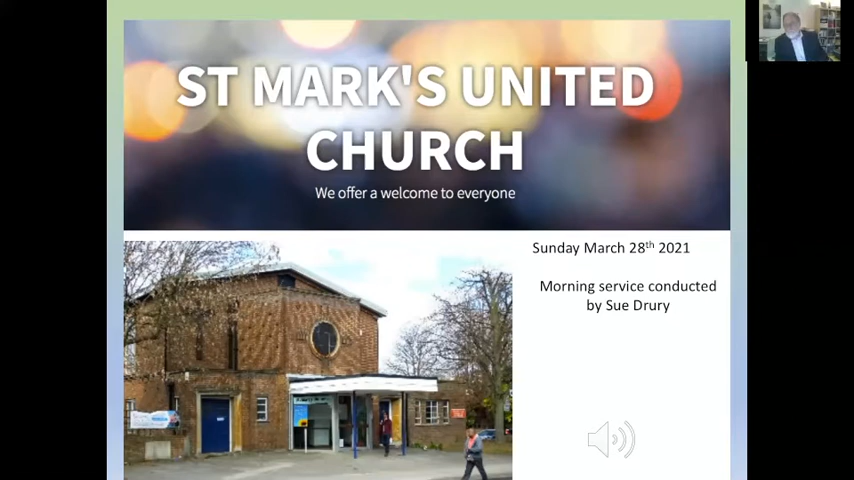 ST MARK'S UNITED
CHURCH
We offer a welcome to everyone
Sunday March 28th 2021
Morning service conducted
by Sue Drury